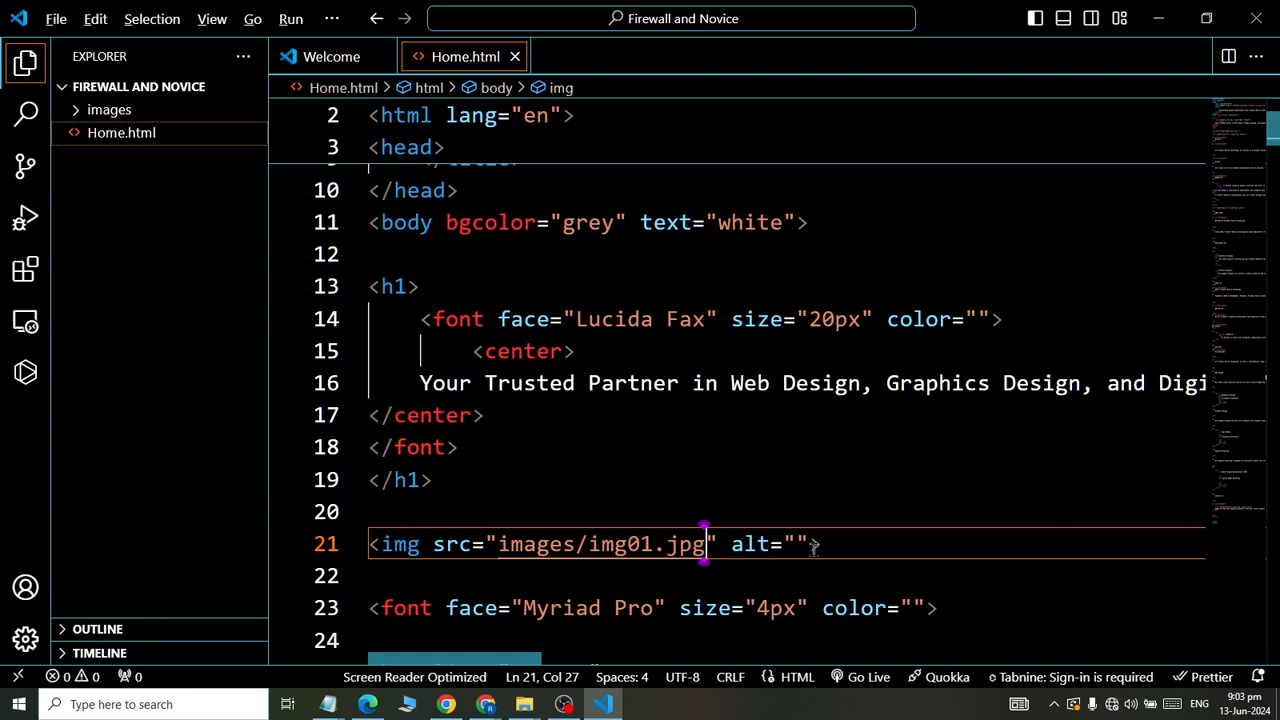 File Edit Selection View Go Run ··· Firewall and Novice
EXPLORER ···
FIREWALL AND NOVICE
images
Home.html
OUTLINE
TIMELINE
Welcome Home.html
Home.html > html > body > img
2 <html lang="en">
3 <head>
10 </head>
11 <body bgcolor="grey" text="white">
12
13 <h1>
14 <font face="Lucida Fax" size="20px" color="">
15 <center>
16 Your Trusted Partner in Web Design, Graphics Design, and Digi
17 </center>
18 </font>
19 </h1>
20
21 <img src="images/img01.jpg" alt="">
22
23 <font face="Myriad Pro" size="4px" color="">
24
0 0 0 Screen Reader Optimized Ln 21, Col 27 Spaces: 4 UTF-8 CRLF HTML Go Live Quokka Tabnine: Sign-in is required Prettier
Type here to search ENG 9:03 pm
13-Jun-2024